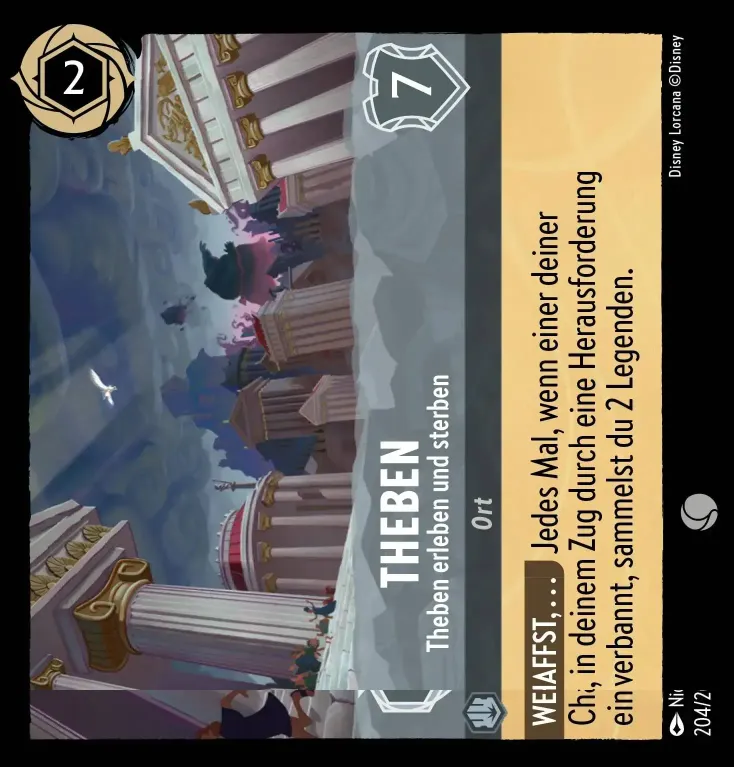 2
7
THEBEN
Theben erleben und sterben
Ort
WEIAFFST,... Jedes Mal, wenn einer deiner
Ch, in deinem Zug durch eine Herausforderung
ein verbannt, sammelst du 2 Legenden.
Ni
204/2
Disney Lorcana ©Disney